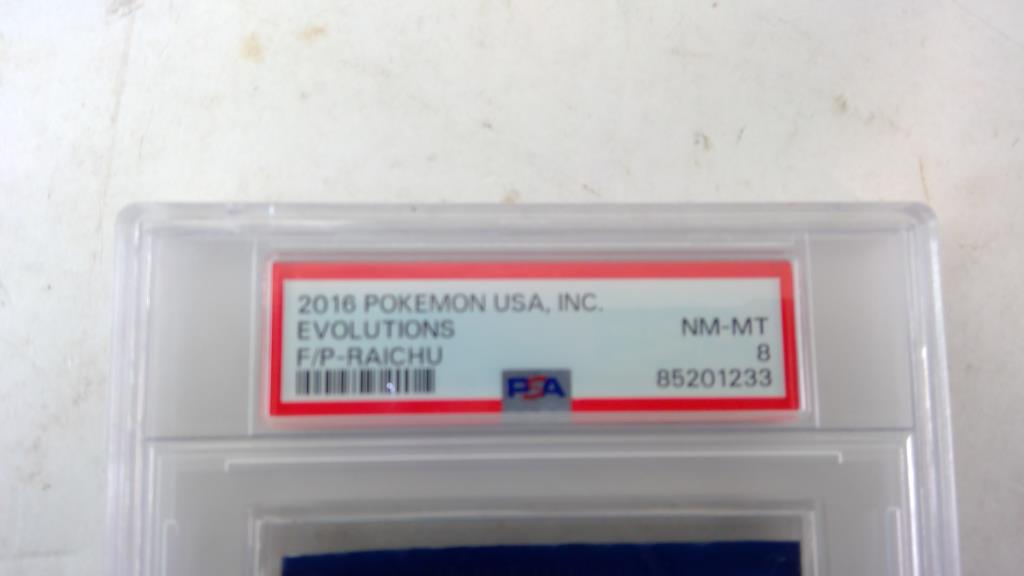 2016 POKEMON USA, INC.
EVOLUTIONS
NM-MT
F/P-RAICHU
8
85201233
PSA